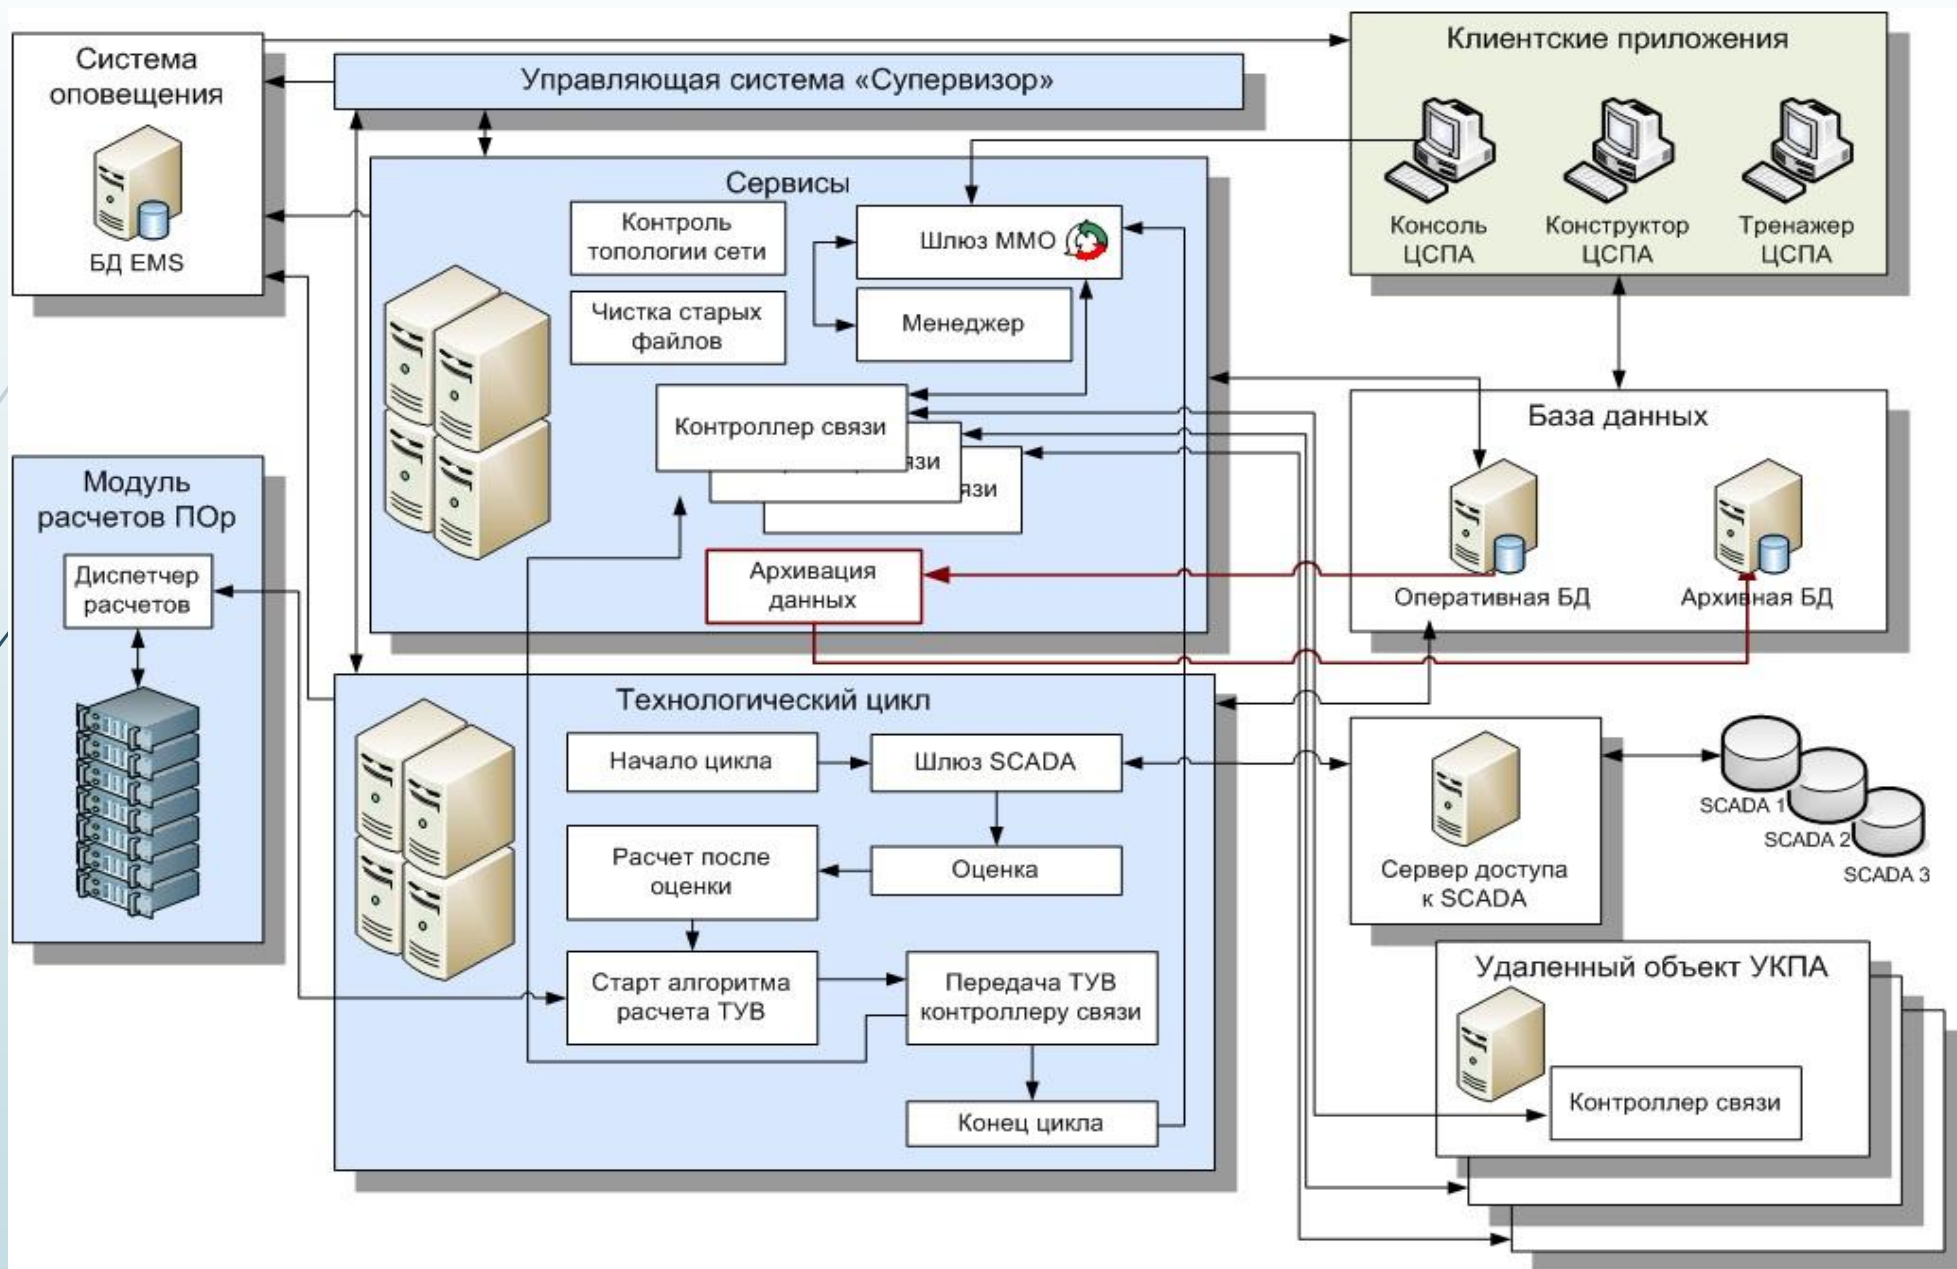 Система
оповещения
БД EMS
Управляющая система «Супервизор»
Клиентские приложения
Консоль
ЦСПА
Конструктор
ЦСПА
Тренажер
ЦСПА
Сервисы
Контроль
топологии сети
Шлюз ММО
Чистка старых
файлов
Менеджер
Контроллер связи
язи
язи
Архивация
данных
База данных
Оперативная БД
Архивная БД
Модуль
расчетов ПОр
Диспетчер
расчетов
Технологический цикл
Начало цикла
Шлюз SCADA
Расчет после
оценки
Оценка
Старт алгоритма
расчета ТУВ
Передача ТУВ
контроллеру связи
Конец цикла
Сервер доступа
к SCADA
SCADA 1
SCADA 2
SCADA 3
Удаленный объект УКПА
Контроллер связи